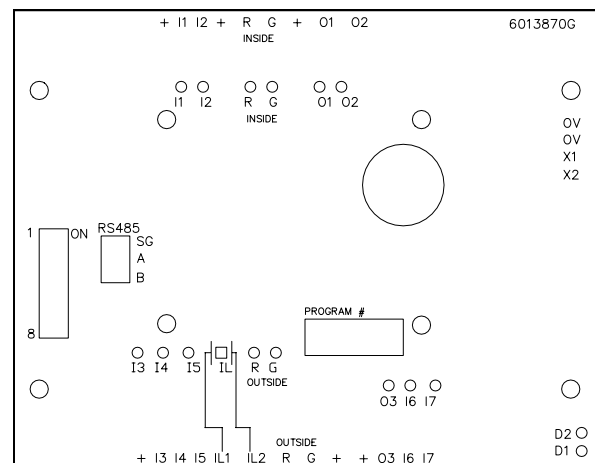 + I1 I2 + R G + O1 O2
INSIDE
6013870G
I1 I2 R G O1 O2
INSIDE
OV
OV
X1
X2
1 ON
8
RS485
SG
A
B
PROGRAM #
I3 I4 I5 IL R G
OUTSIDE
O3 I6 I7
D2
D1
OUTSIDE
+ I3 I4 I5 IL1 IL2 R G + + O3 I6 I7